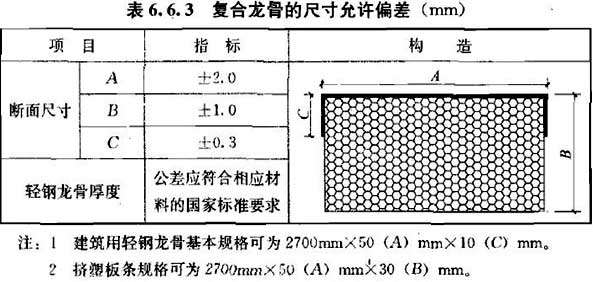 表 6.6.3 复合龙骨的尺寸允许偏差（mm）
项 目 指 标 构 造
断面尺寸 A ±2.0
B ±1.0
C ±0.3
轻钢龙骨厚度 公差应符合相应材
料的国家标准要求
A
C
B
注：1 建筑用轻钢龙骨基本规格可为 2700mm×50（A）mm×10（C）mm。
2 挤塑板条规格可为 2700mm×50（A）mm×30（B）mm。